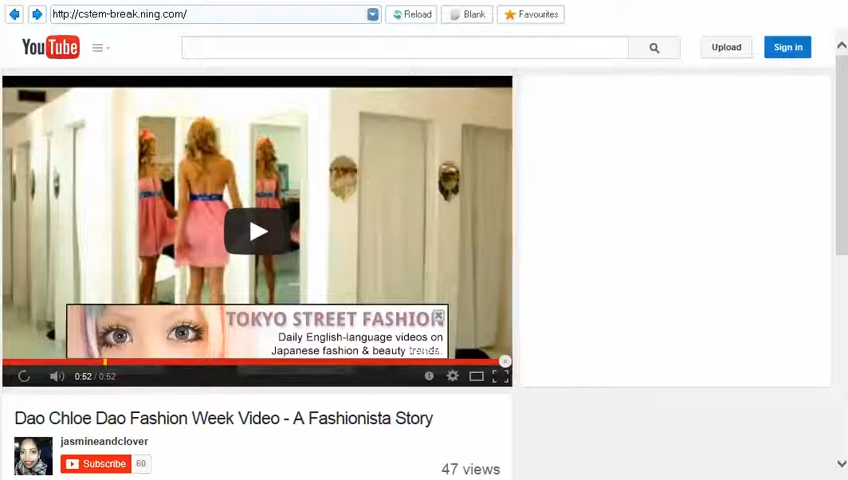 http://cstem-break.ning.com/
Reload
Blank
Favourites
YouTube
Upload
Sign in
TOKYO STREET FASHION
Daily English-language videos on
Japanese fashion & beauty trends.
0:52 / 0:52
Dao Chloe Dao Fashion Week Video - A Fashionista Story
jasmineandclover
Subscribe 60
47 views